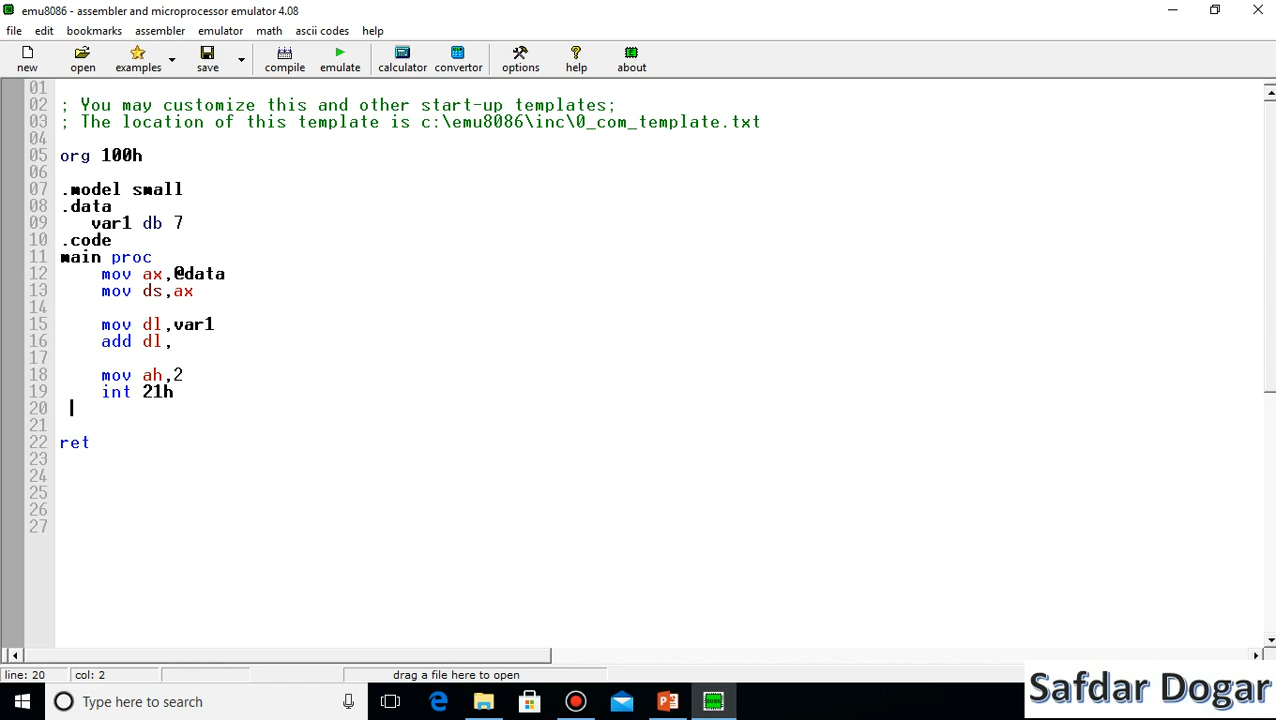 emu8086 - assembler and microprocessor emulator 4.08
file edit bookmarks assembler emulator math ascii codes help
new open examples save compile emulate calculator convertor options help about
01
02 ; You may customize this and other start-up templates;
03 ; The location of this template is c:\emu8086\inc\0_com_template.txt
04
05 org 100h
06
07 .model small
08 .data
09 var1 db 7
10 .code
11 main proc
12 mov ax,@data
13 mov ds,ax
14
15 mov dl,var1
16 add dl,
17
18 mov ah,2
19 int 21h
20
21
22 ret
23
24
25
26
27
line: 20 col: 2 drag a file here to open
Type here to search
Safdar Dogar